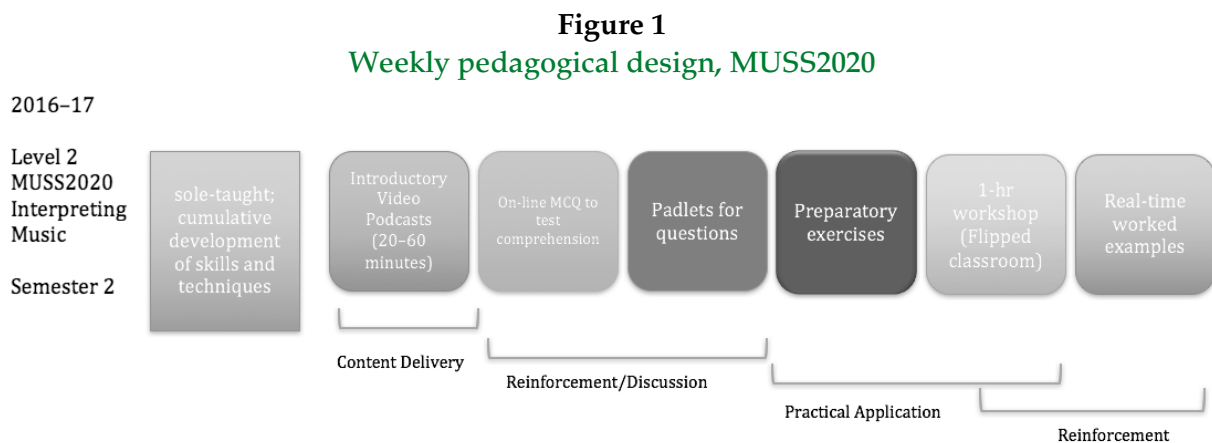 Figure 1
Weekly pedagogical design, MUSS2020
2016–17
Level 2
MUSS2020
Interpreting
Music
Semester 2
sole-taught;
cumulative
development
of skills and
techniques
Introductory
Video
Podcasts
(20–60
minutes)
On-line MCQ to
test
comprehension
Padlets for
questions
Preparatory
exercises
1-hr
workshop
(Flipped
classroom)
Real-time
worked
examples
Content Delivery
Reinforcement/Discussion
Practical Application
Reinforcement